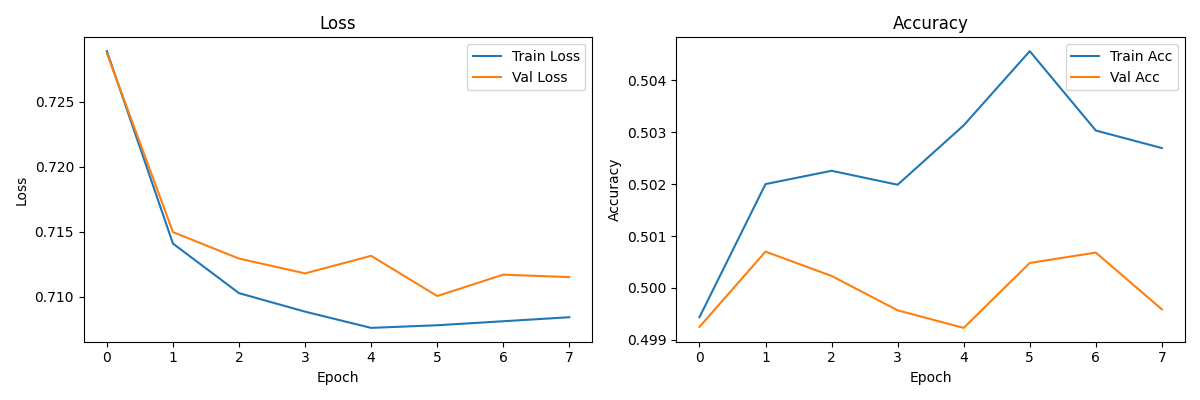 Loss
Train Loss
Val Loss
0.725
0.720
0.715
0.710
Loss
0 1 2 3 4 5 6 7
Epoch
Accuracy
Train Acc
Val Acc
0.504
0.503
0.502
0.501
0.500
0.499
Accuracy
0 1 2 3 4 5 6 7
Epoch